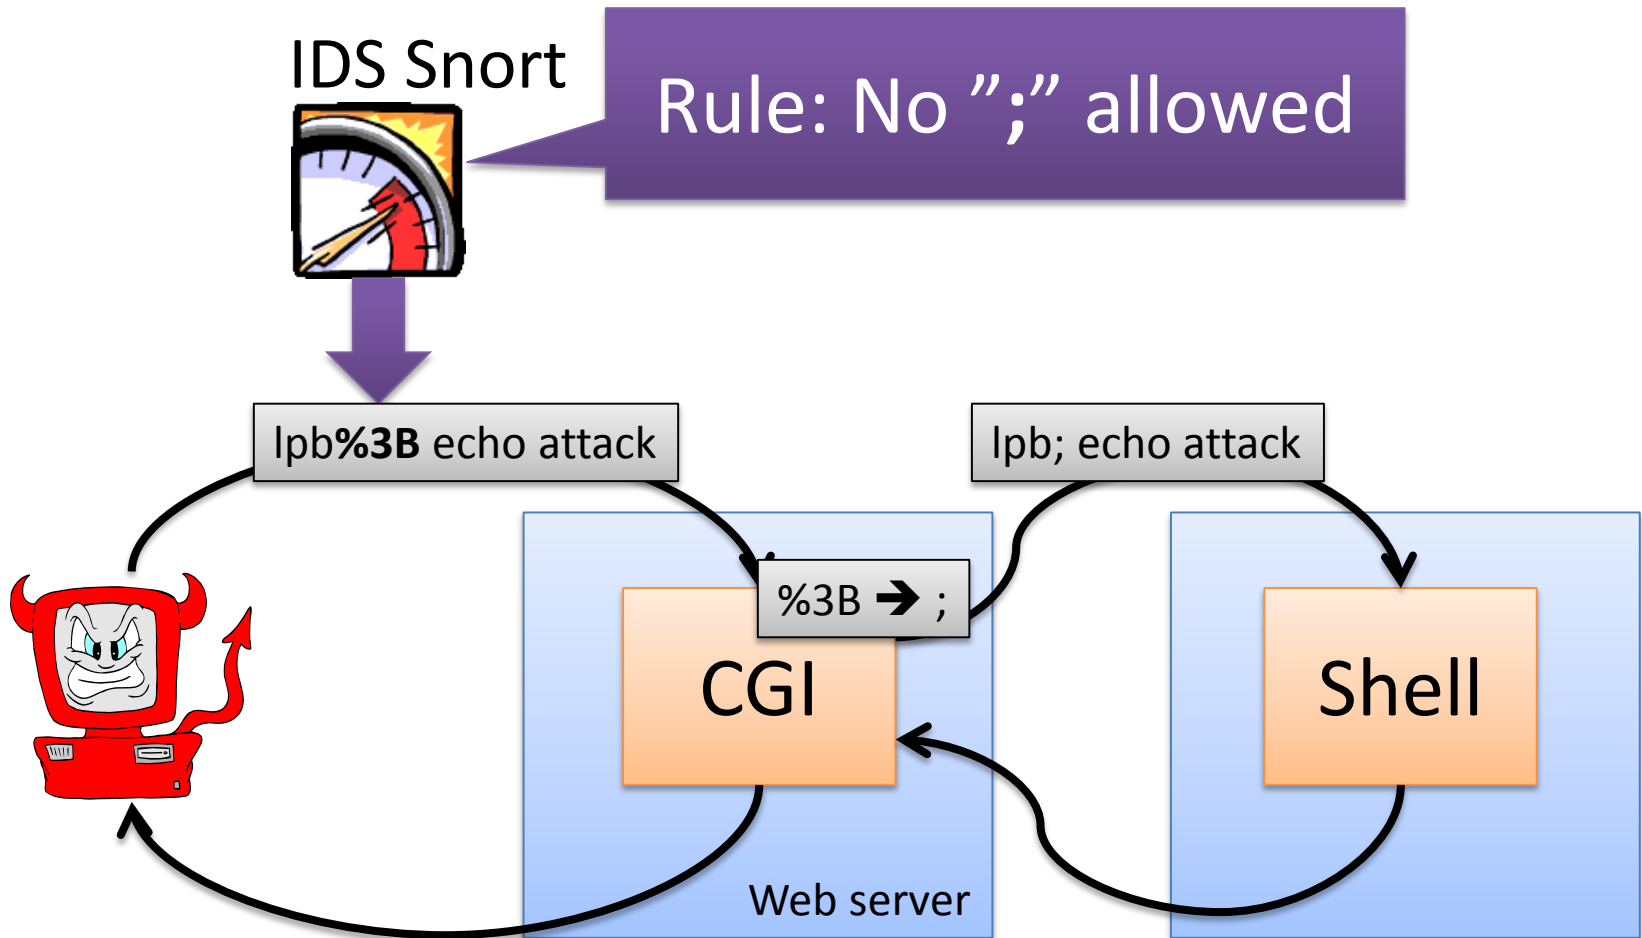 IDS Snort
Rule: No ”;” allowed
lpb%3B echo attack
lpb; echo attack
%3B ➔ ;
CGI
Shell
Web server